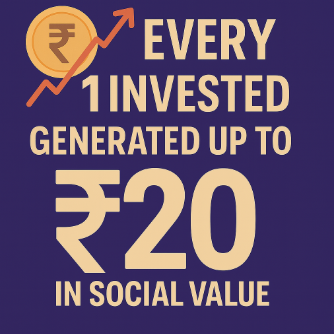 ₹
EVERY
1 INVESTED
GENERATED UP TO
₹20
IN SOCIAL VALUE